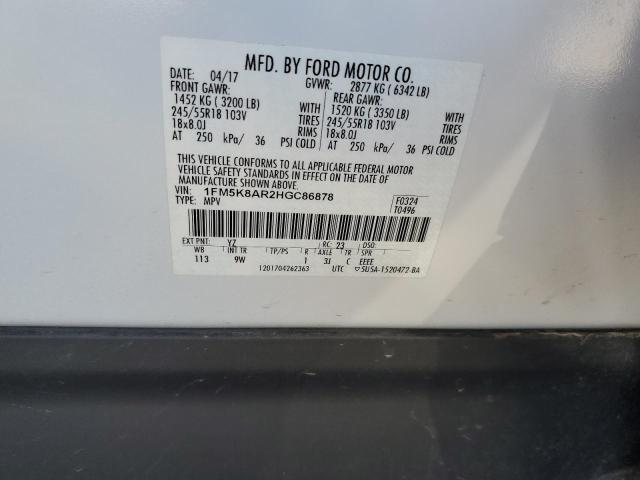 MFD. BY FORD MOTOR CO.
DATE: 04/17 GVWR: 2877 KG ( 6342 LB)
FRONT GAWR: REAR GAWR:
1452 KG ( 3200 LB) WITH 1520 KG ( 3350 LB) WITH
245/55R18 103V TIRES 245/55R18 103V TIRES
18x8.0J RIMS 18x8.0J RIMS
AT 250 kPa/ 36 PSI COLD AT 250 kPa/ 36 PSI COLD
THIS VEHICLE CONFORMS TO ALL APPLICABLE FEDERAL MOTOR
VEHICLE SAFETY STANDARDS IN EFFECT ON THE DATE OF
MANUFACTURE SHOWN ABOVE.
VIN: 1FM5K8AR2HGC86878
TYPE: MPV
F0324
T0496
EXT PNT: YZ RC: 23 DSO:
WB INT TR TP/PS R AXLE TR SPR
113 9W 1 3J C EEEE
1201704262363 UTC ▽5U5A-1520472-BA